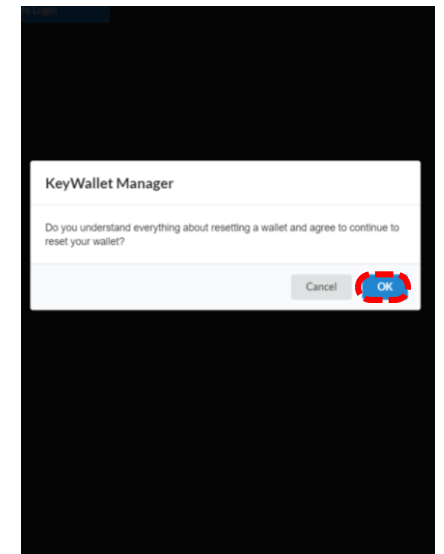 Login
KeyWallet Manager
Do you understand everything about resetting a wallet and agree to continue to
reset your wallet?
Cancel
OK